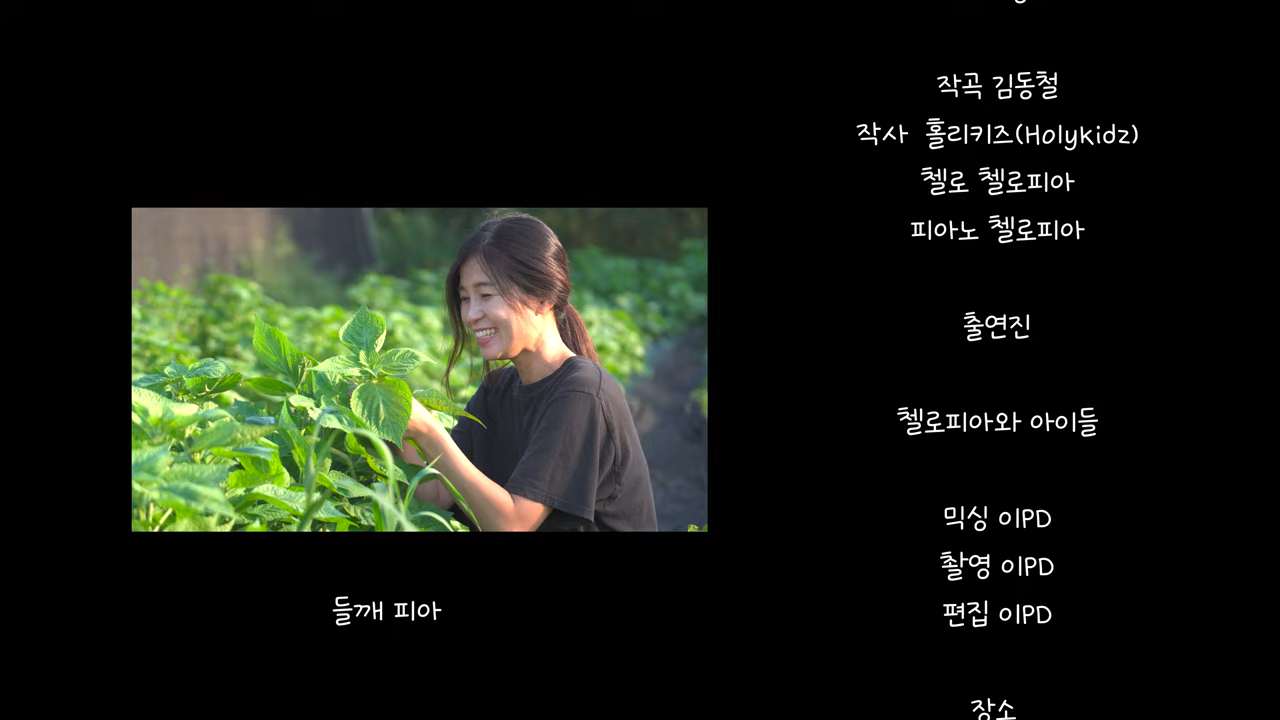 작곡 김동철
작사 홀리키즈(Holykidz)
첼로 첼로피아
피아노 첼로피아
출연진
첼로피아와 아이들
믹싱 이PD
촬영 이PD
편집 이PD
장소
들깨 피아